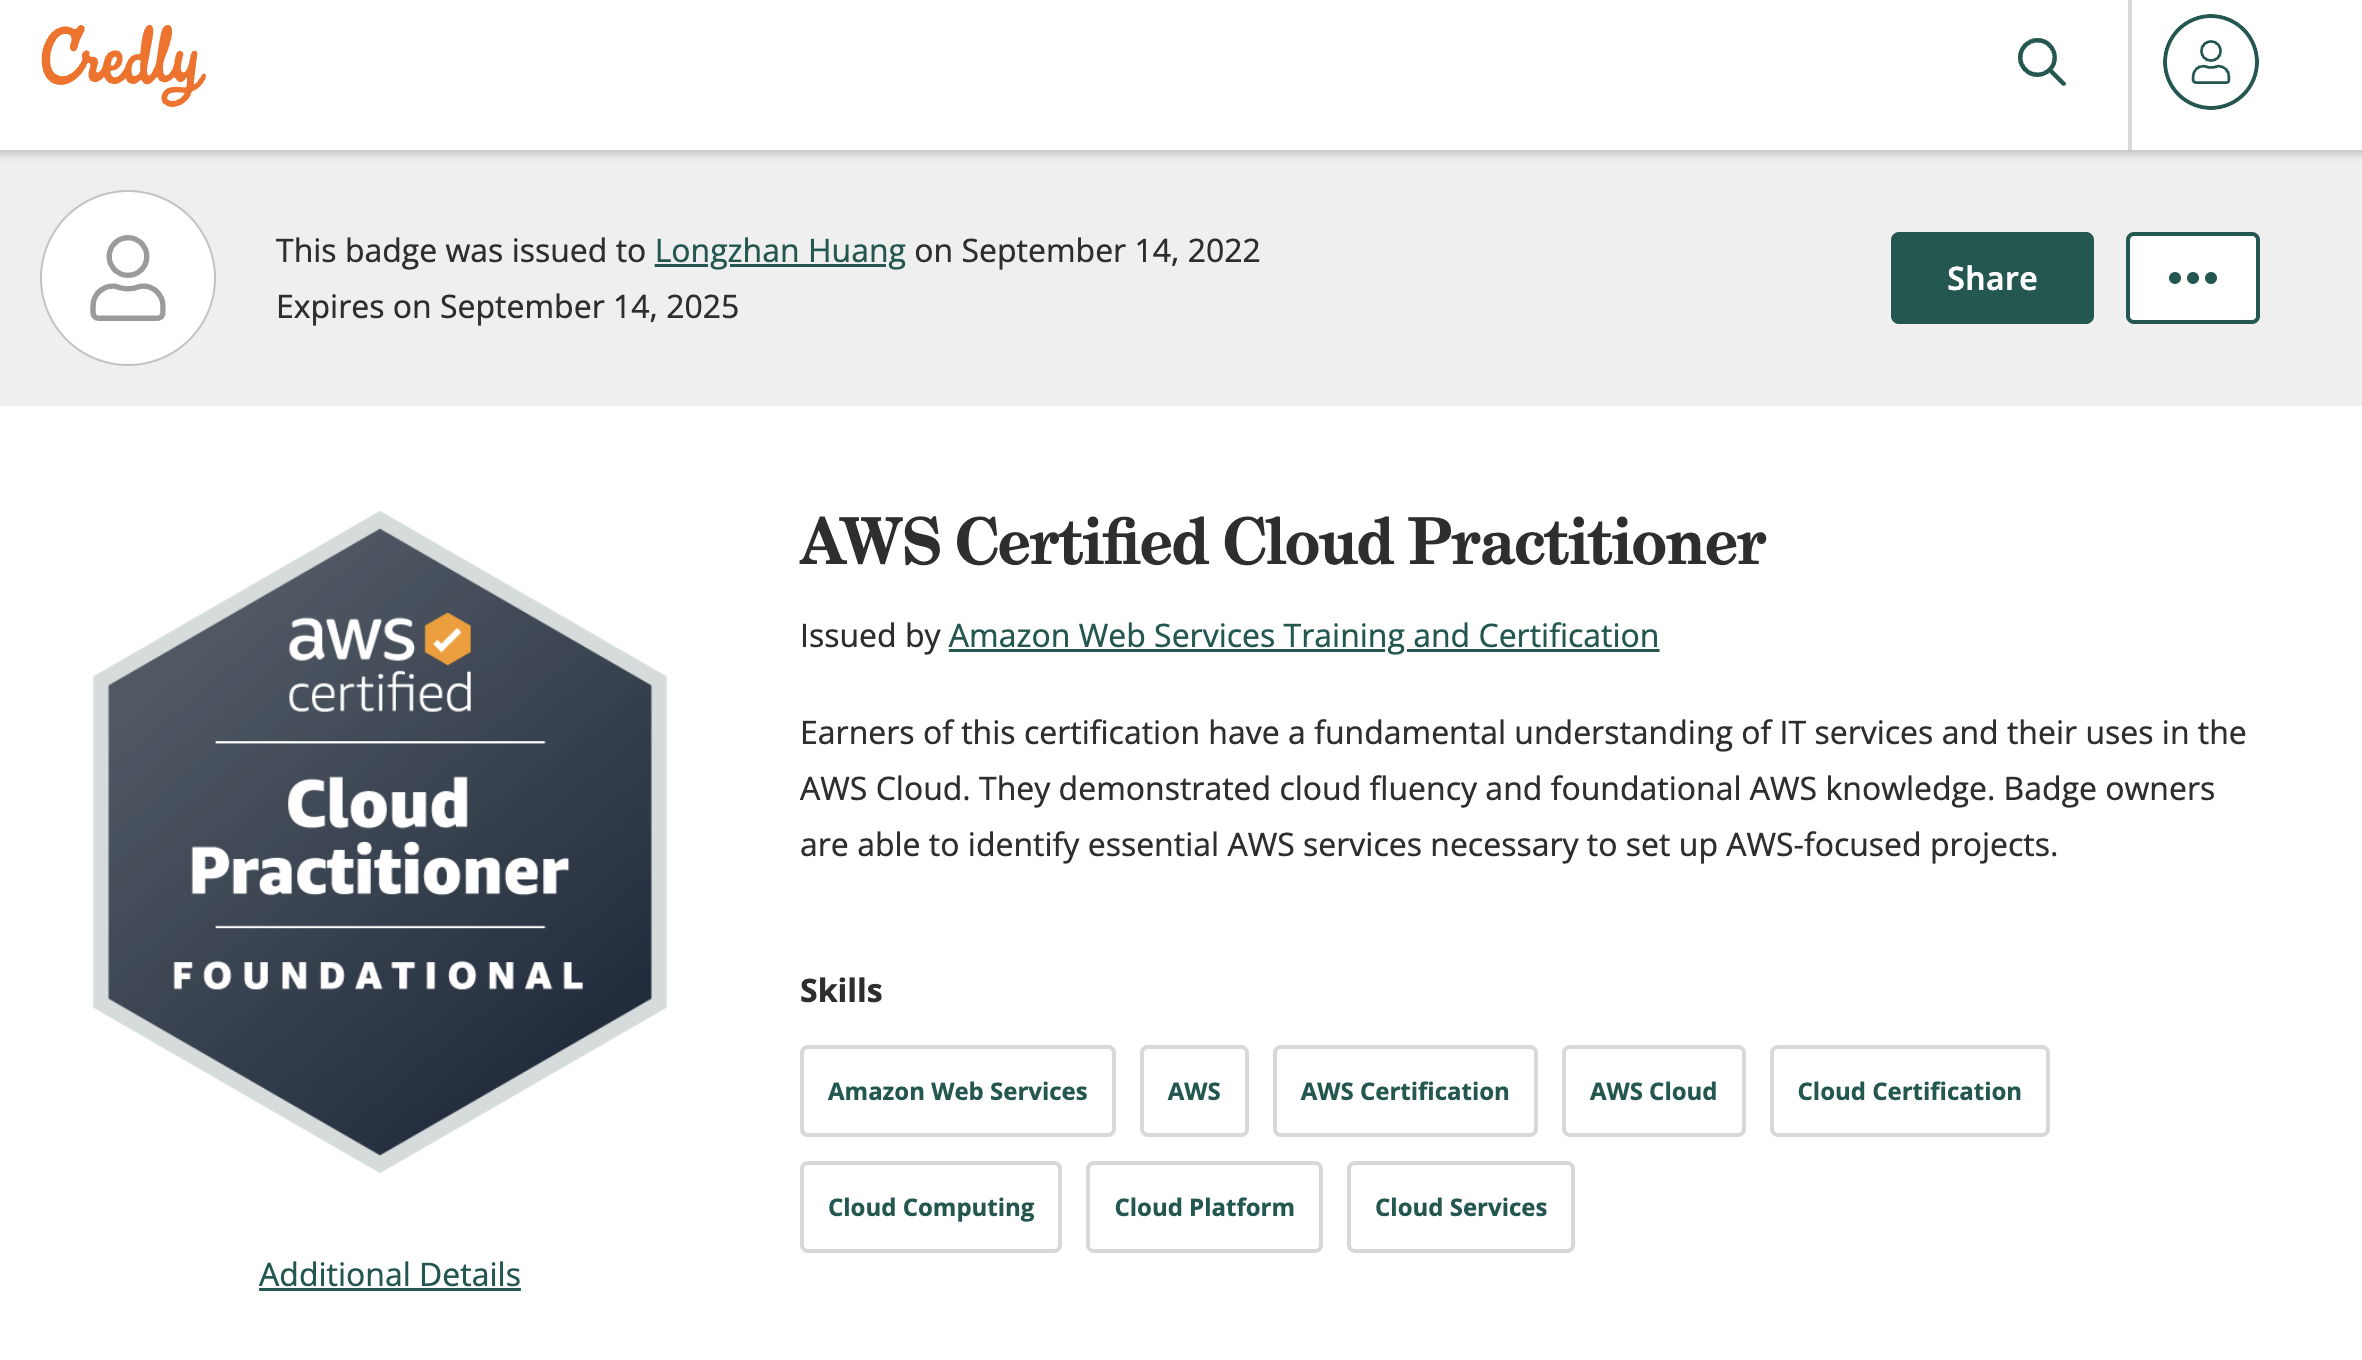 Credly
This badge was issued to Longzhan Huang on September 14, 2022
Expires on September 14, 2025
Share
aws
certified
Cloud
Practitioner
FOUNDATIONAL
Additional Details
AWS Certified Cloud Practitioner
Issued by Amazon Web Services Training and Certification
Earners of this certification have a fundamental understanding of IT services and their uses in the
AWS Cloud. They demonstrated cloud fluency and foundational AWS knowledge. Badge owners
are able to identify essential AWS services necessary to set up AWS-focused projects.
Skills
Amazon Web Services AWS AWS Certification AWS Cloud Cloud Certification
Cloud Computing Cloud Platform Cloud Services